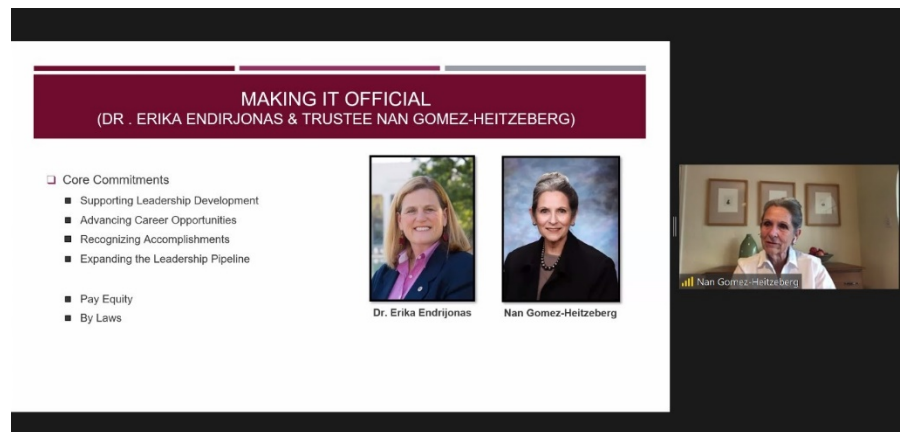 MAKING IT OFFICIAL
(DR . ERIKA ENDIRJONAS & TRUSTEE NAN GOMEZ-HEITZEBERG)
Core Commitments
Supporting Leadership Development
Advancing Career Opportunities
Recognizing Accomplishments
Expanding the Leadership Pipeline
Pay Equity
By Laws
Dr. Erika Endrijonas
Nan Gomez-Heitzeberg
Nan Gomez-Heitzeberg